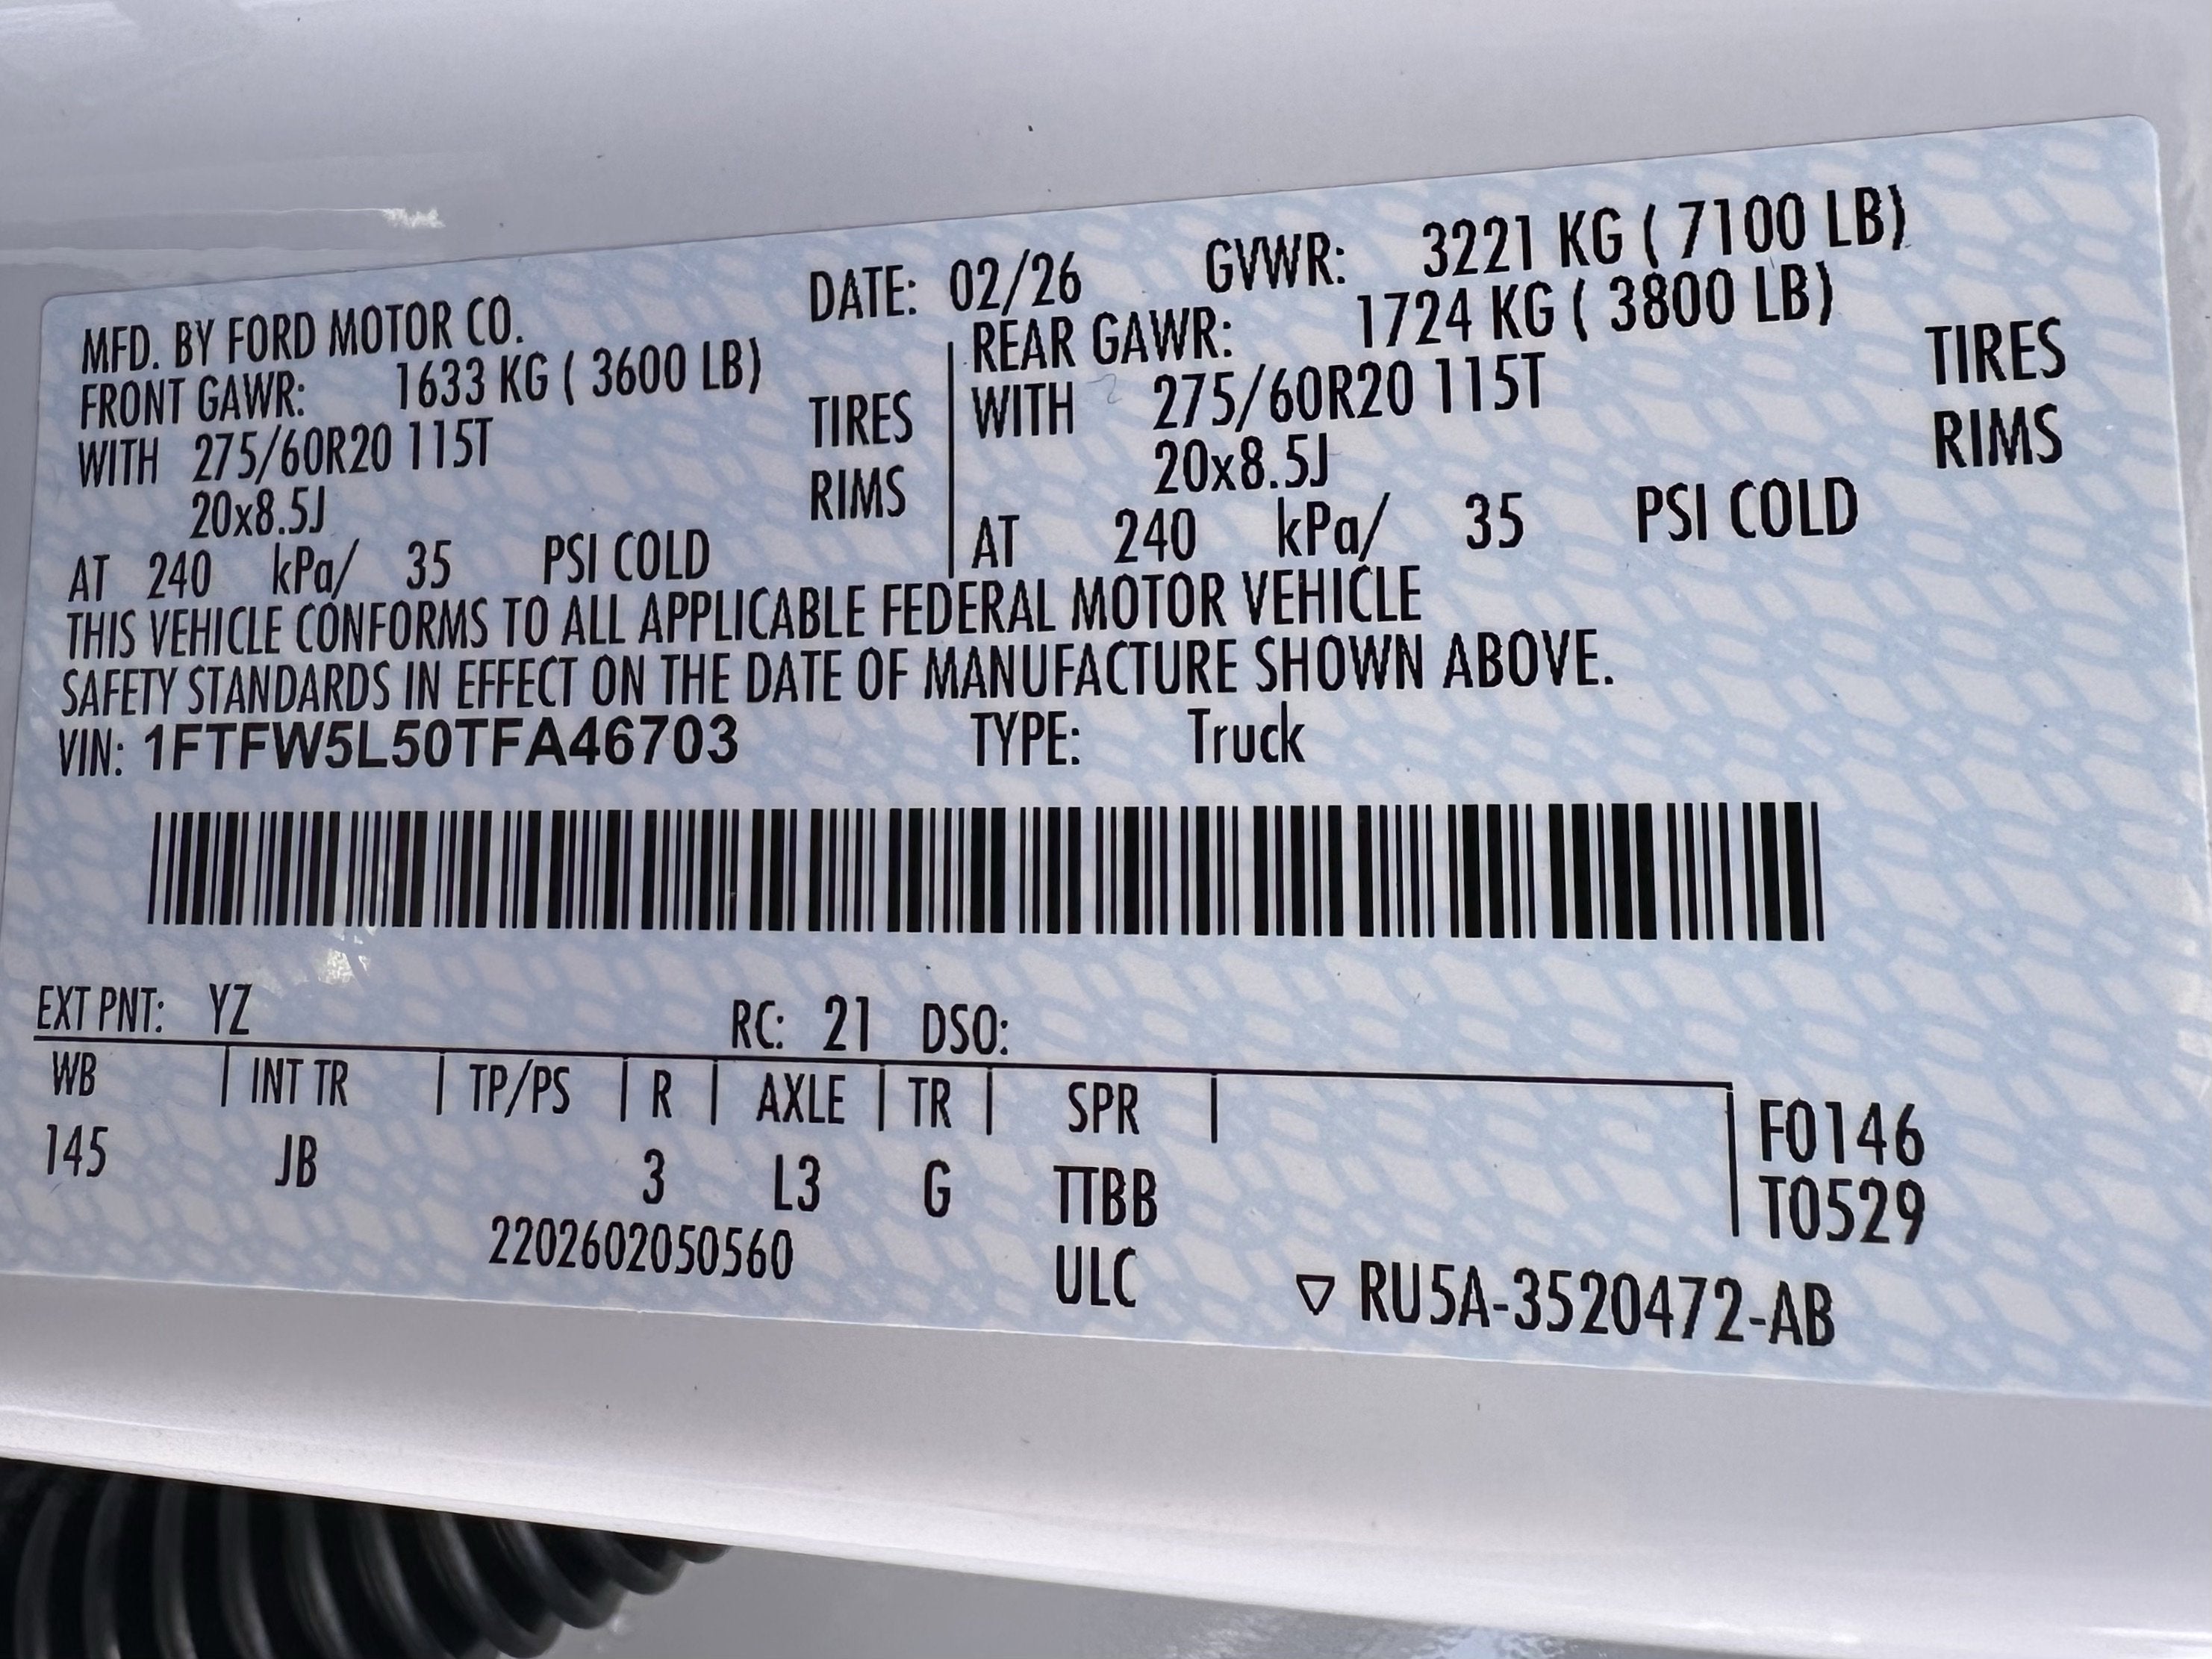 MFD. BY FORD MOTOR CO. DATE: 02/26 GVWR: 3221 KG ( 7100 LB)
FRONT GAWR: 1633 KG ( 3600 LB) REAR GAWR: 1724 KG ( 3800 LB)
WITH 275/60R20 115T TIRES WITH 275/60R20 115T TIRES
20x8.5J RIMS 20x8.5J RIMS
AT 240 kPa/ 35 PSI COLD AT 240 kPa/ 35 PSI COLD
THIS VEHICLE CONFORMS TO ALL APPLICABLE FEDERAL MOTOR VEHICLE
SAFETY STANDARDS IN EFFECT ON THE DATE OF MANUFACTURE SHOWN ABOVE.
VIN: 1FTFW5L50TFA46703 TYPE: Truck
EXT PNT: YZ RC: 21 DSO:
WB | INT TR | TP/PS | R | AXLE | TR | SPR |
145 JB 3 L3 G TTBB
F0146
T0529
2202602050560 ULC ▽ RU5A-3520472-AB